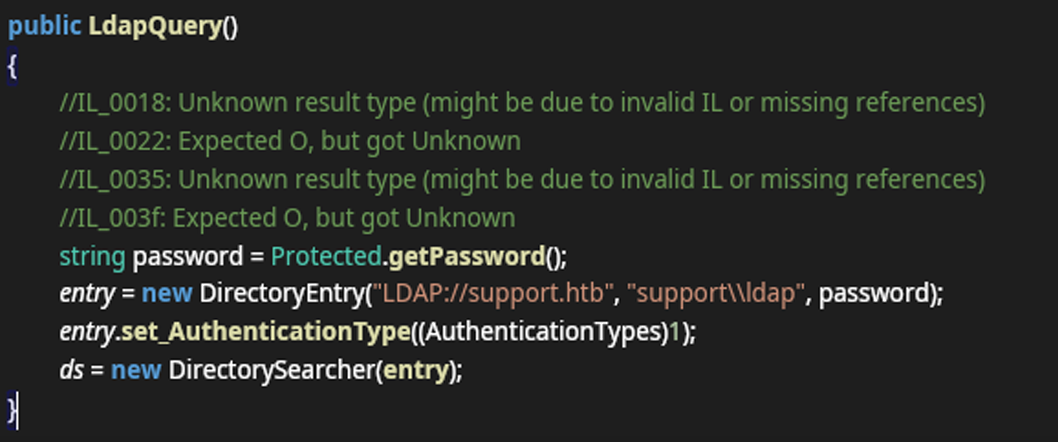 public LdapQuery()
{
//IL_0018: Unknown result type (might be due to invalid IL or missing references)
//IL_0022: Expected O, but got Unknown
//IL_0035: Unknown result type (might be due to invalid IL or missing references)
//IL_003f: Expected O, but got Unknown
string password = Protected.getPassword();
entry = new DirectoryEntry("LDAP://support.htb", "support\\ldap", password);
entry.set_AuthenticationType((AuthenticationTypes)1);
ds = new DirectorySearcher(entry);
}